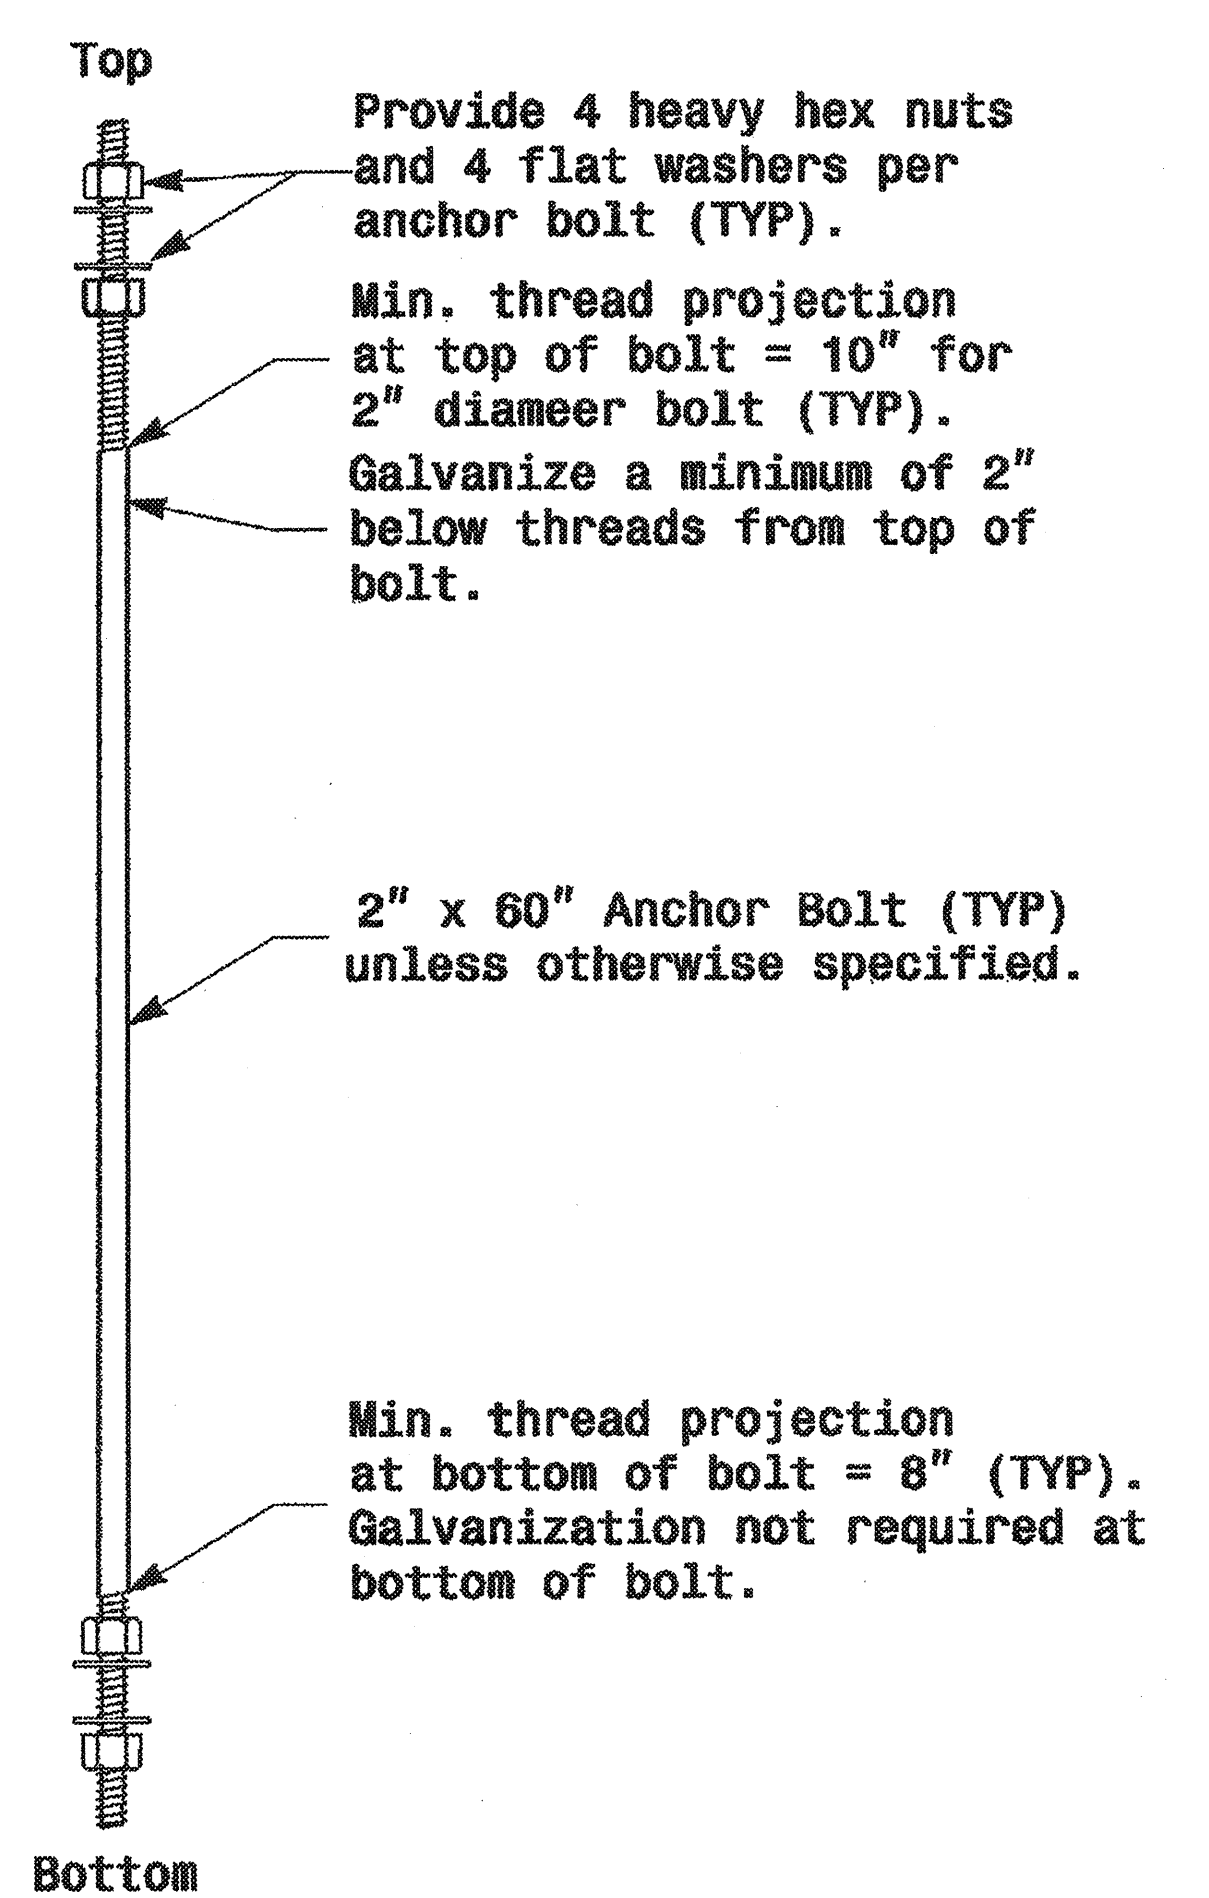 Top
Provide 4 heavy hex nuts
and 4 flat washers per
anchor bolt (TYP).
Min. thread projection
at top of bolt = 10" for
2" diameer bolt (TYP).
Galvanize a minimum of 2"
below threads from top of
bolt.
2" x 60" Anchor Bolt (TYP)
unless otherwise specified.
Min. thread projection
at bottom of bolt = 8" (TYP).
Galvanization not required at
bottom of bolt.
Bottom